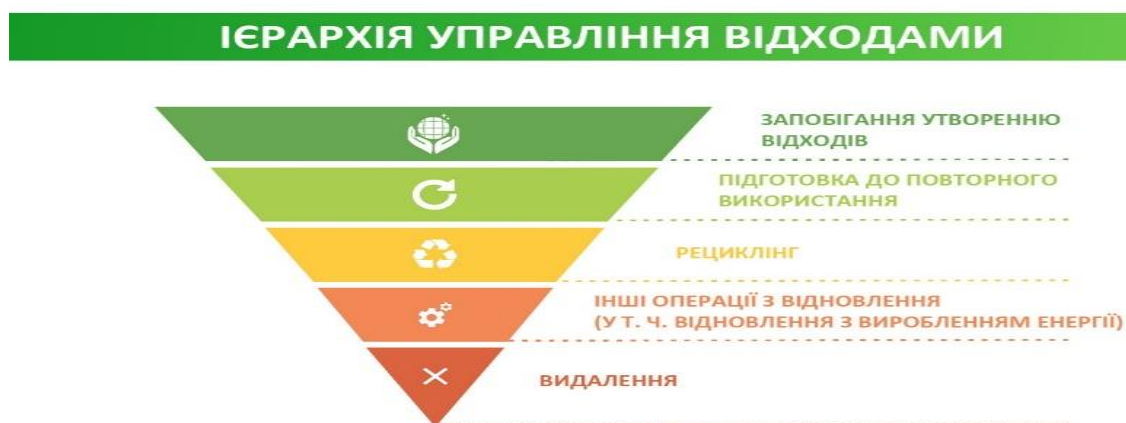 ІЄРАРХІЯ УПРАВЛІННЯ ВІДХОДАМИ
ЗАПОБІГАННЯ УТВОРЕННЮ
ВІДХОДІВ
ПІДГОТОВКА ДО ПОВТОРНОГО
ВИКОРИСТАННЯ
РЕЦИКЛІНГ
ІНШІ ОПЕРАЦІЇ З ВІДНОВЛЕННЯ
(У Т. Ч. ВІДНОВЛЕННЯ З ВИРОБЛЕННЯМ ЕНЕРГІЇ)
ВИДАЛЕННЯ